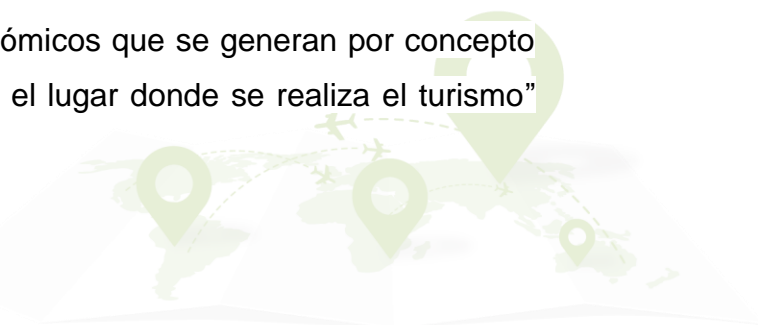 ómicos que se generan por concepto
el lugar donde se realiza el turismo”